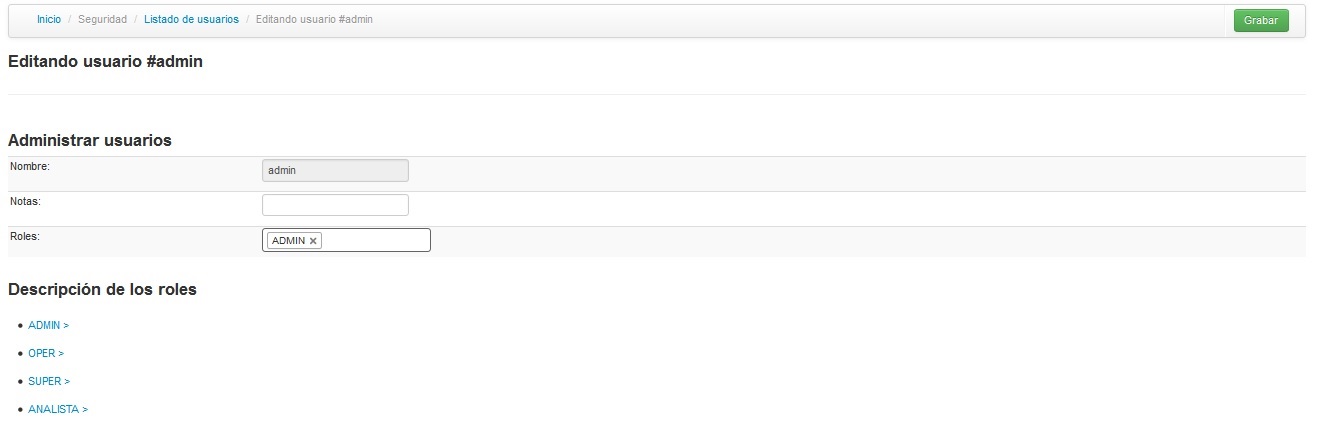 Inicio / Seguridad / Listado de usuarios / Editando usuario #admin Grabar
Editando usuario #admin
Administrar usuarios
Nombre: admin
Notas:
Roles: ADMIN ×
Descripción de los roles
• ADMIN >
• OPER >
• SUPER >
• ANALISTA >